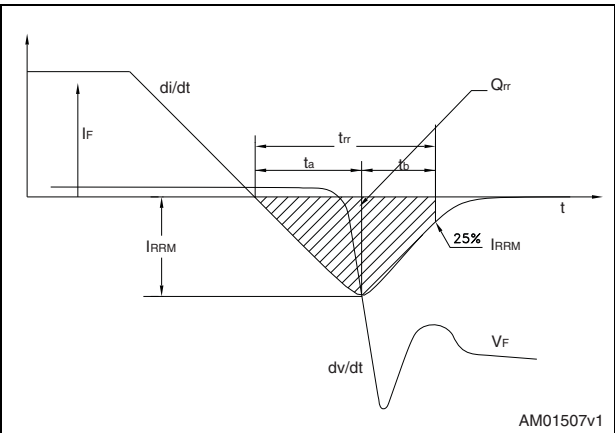 di/dt
Qrr
IF
trr
ta
tb
t
IRRM
25% IRRM
VF
dv/dt
AM01507v1